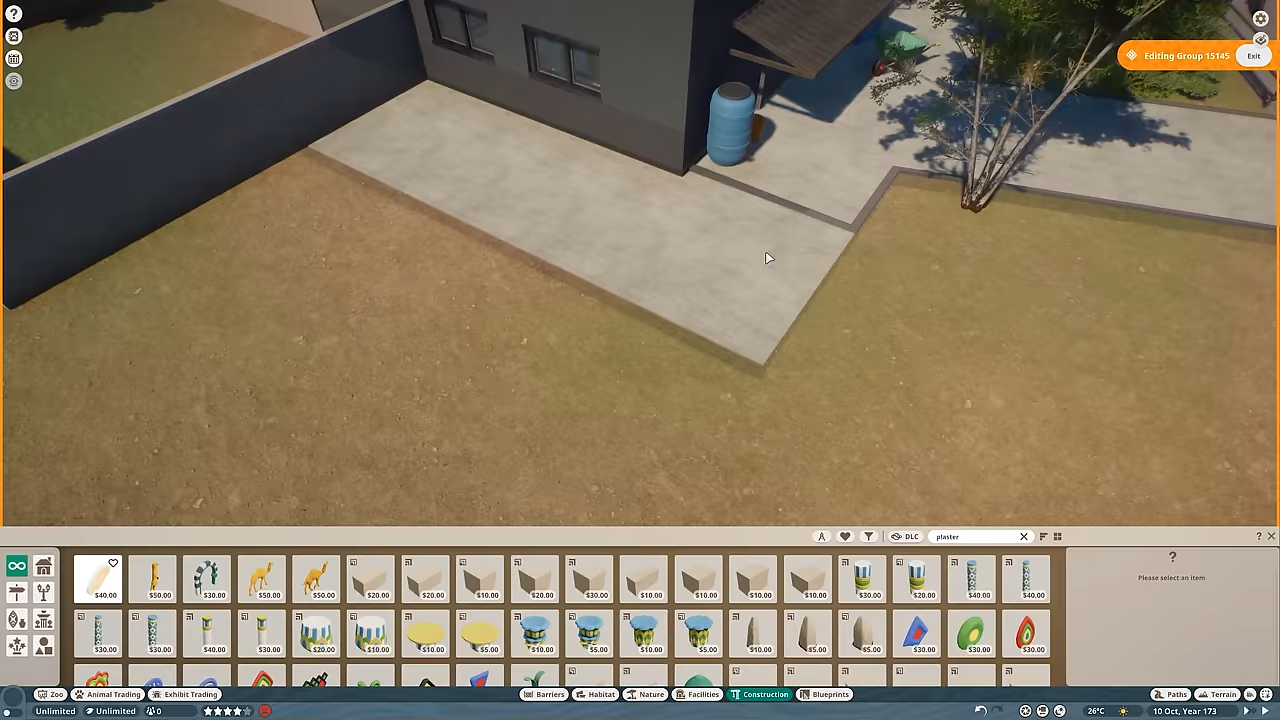 ?
Editing Group 15145
Exit
DLC
plaster
?
$40.00 $50.00 $30.00 $50.00 $50.00 $20.00 $20.00 $10.00 $20.00 $30.00 $10.00 $10.00 $10.00 $10.00 $30.00 $20.00 $40.00 $40.00
?
Please select an item
$30.00 $30.00 $40.00 $30.00 $20.00 $10.00 $10.00 $5.00 $10.00 $5.00 $10.00 $5.00 $10.00 $5.00 $5.00 $30.00 $30.00 $30.00
Zoo Animal Trading Exhibit Trading Barriers Habitat Nature Facilities Construction Blueprints Paths Terrain
Unlimited Unlimited 0 26°C 10 Oct, Year 173